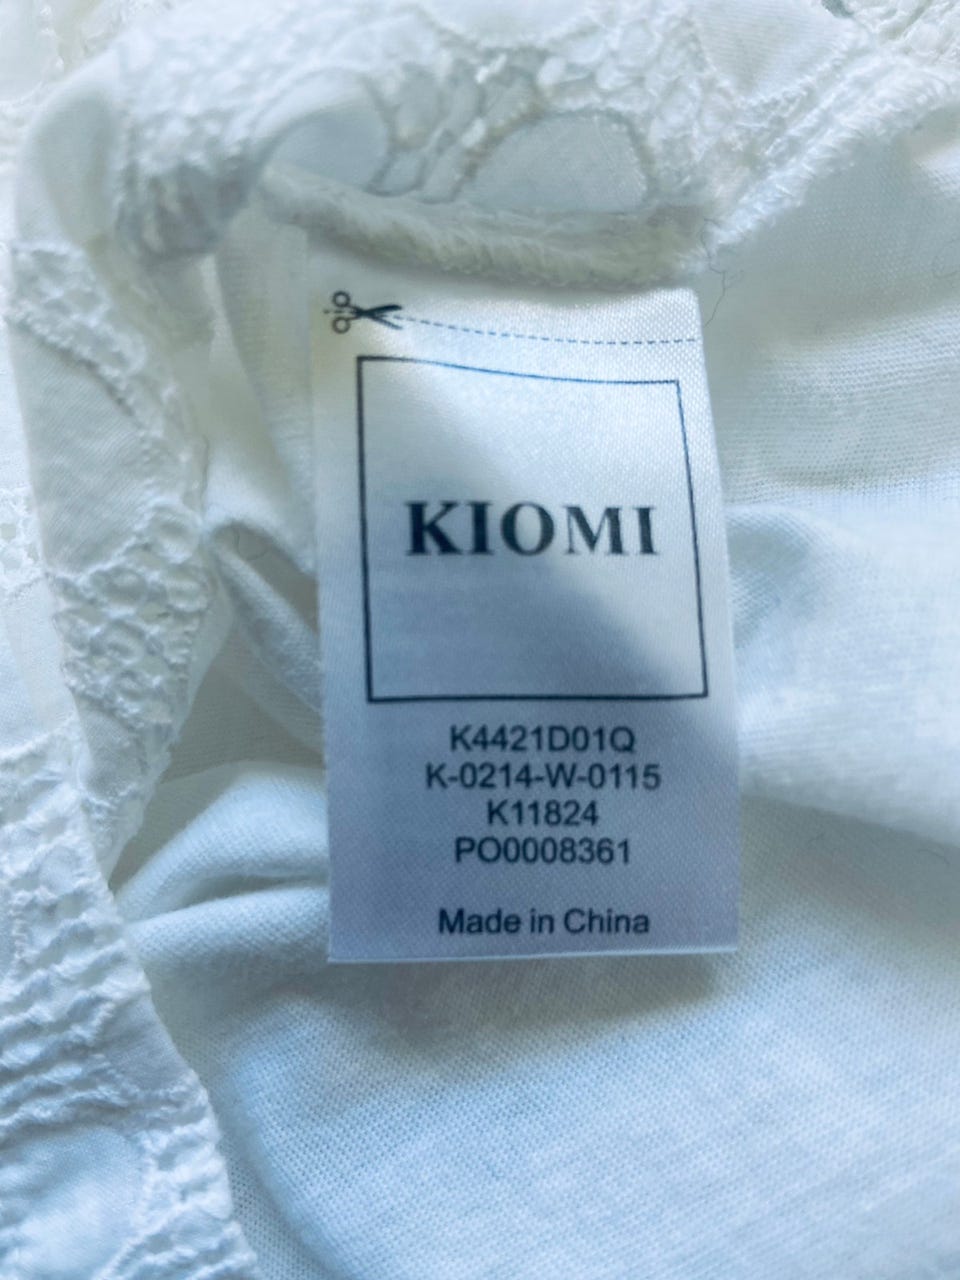 KIOMI
K4421D01Q
K-0214-W-0115
K11824
PO0008361
Made in China